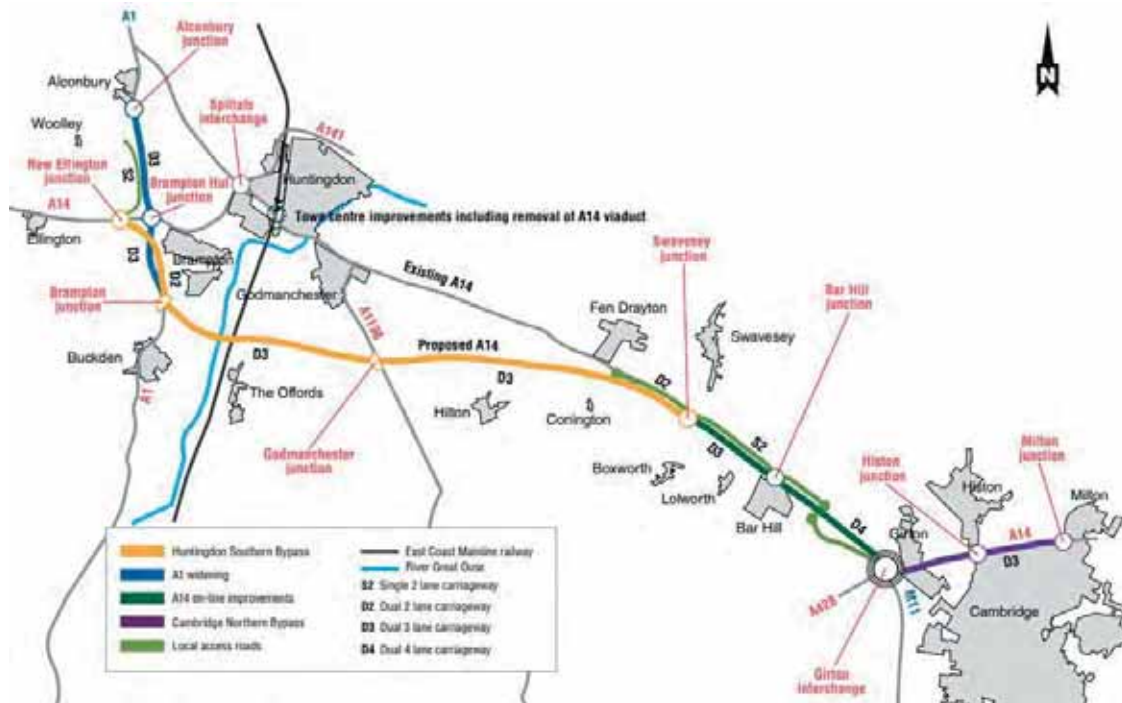 A1
Alconbury
junction
Alconbury
Woolley
Spittals
interchange
A141
New Ellington
junction
S2
D3
Brampton Hut
junction
Huntingdon
A14
Ellington
Town centre improvements including removal of A14 viaduct
Brampton
D3
D2
Brampton
junction
Godmanchester
Existing A14
Swavesey
junction
Bar Hill
junction
Fen Drayton
Swavesey
A1198
Buckden
A1
D3
Proposed A14
D3
D2
The Offords
Hilton
Conington
Godmanchester
junction
D3
S2
Boxworth
Lolworth
Bar Hill
D4
Histon
junction
Milton
junction
Histon
Milton
Girton
A14
D3
A428
M11
Cambridge
Girton
interchange
Huntingdon Southern Bypass
A1 widening
A14 on-line improvements
Cambridge Northern Bypass
Local access roads
East Coast Mainline railway
River Great Ouse
S2 Single 2 lane carriageway
D2 Dual 2 lane carriageway
D3 Dual 3 lane carriageway
D4 Dual 4 lane carriageway
N